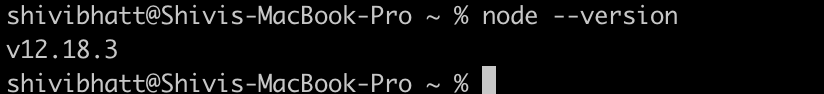 shivibhatt@Shivis-MacBook-Pro ~ % node --version
v12.18.3
shivibhatt@Shivis-MacBook-Pro ~ %